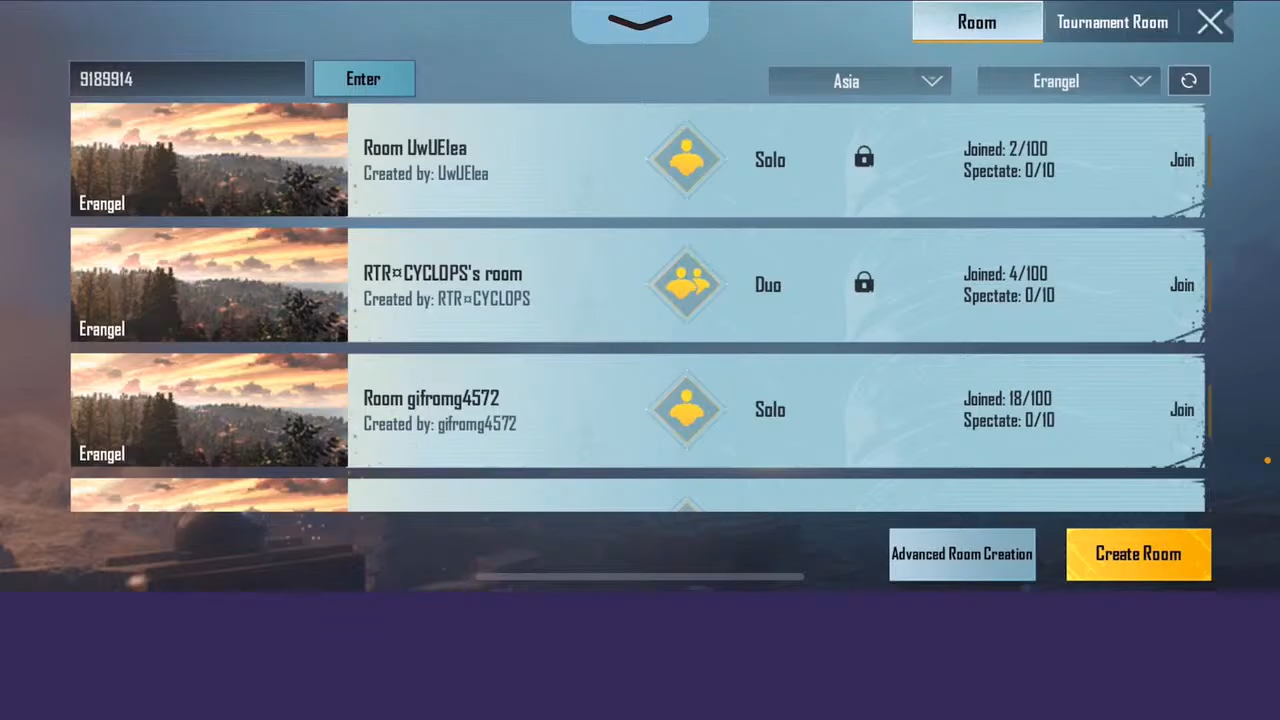 Room
Tournament Room
9189914
Enter
Asia
Erangel
Room UwUElea
Created by: UwUElea
Erangel
Solo
Joined: 2/100
Spectate: 0/10
Join
RTR¤CYCLOPS's room
Created by: RTR¤CYCLOPS
Erangel
Duo
Joined: 4/100
Spectate: 0/10
Join
Room gifromg4572
Created by: gifromg4572
Erangel
Solo
Joined: 18/100
Spectate: 0/10
Join
Advanced Room Creation
Create Room